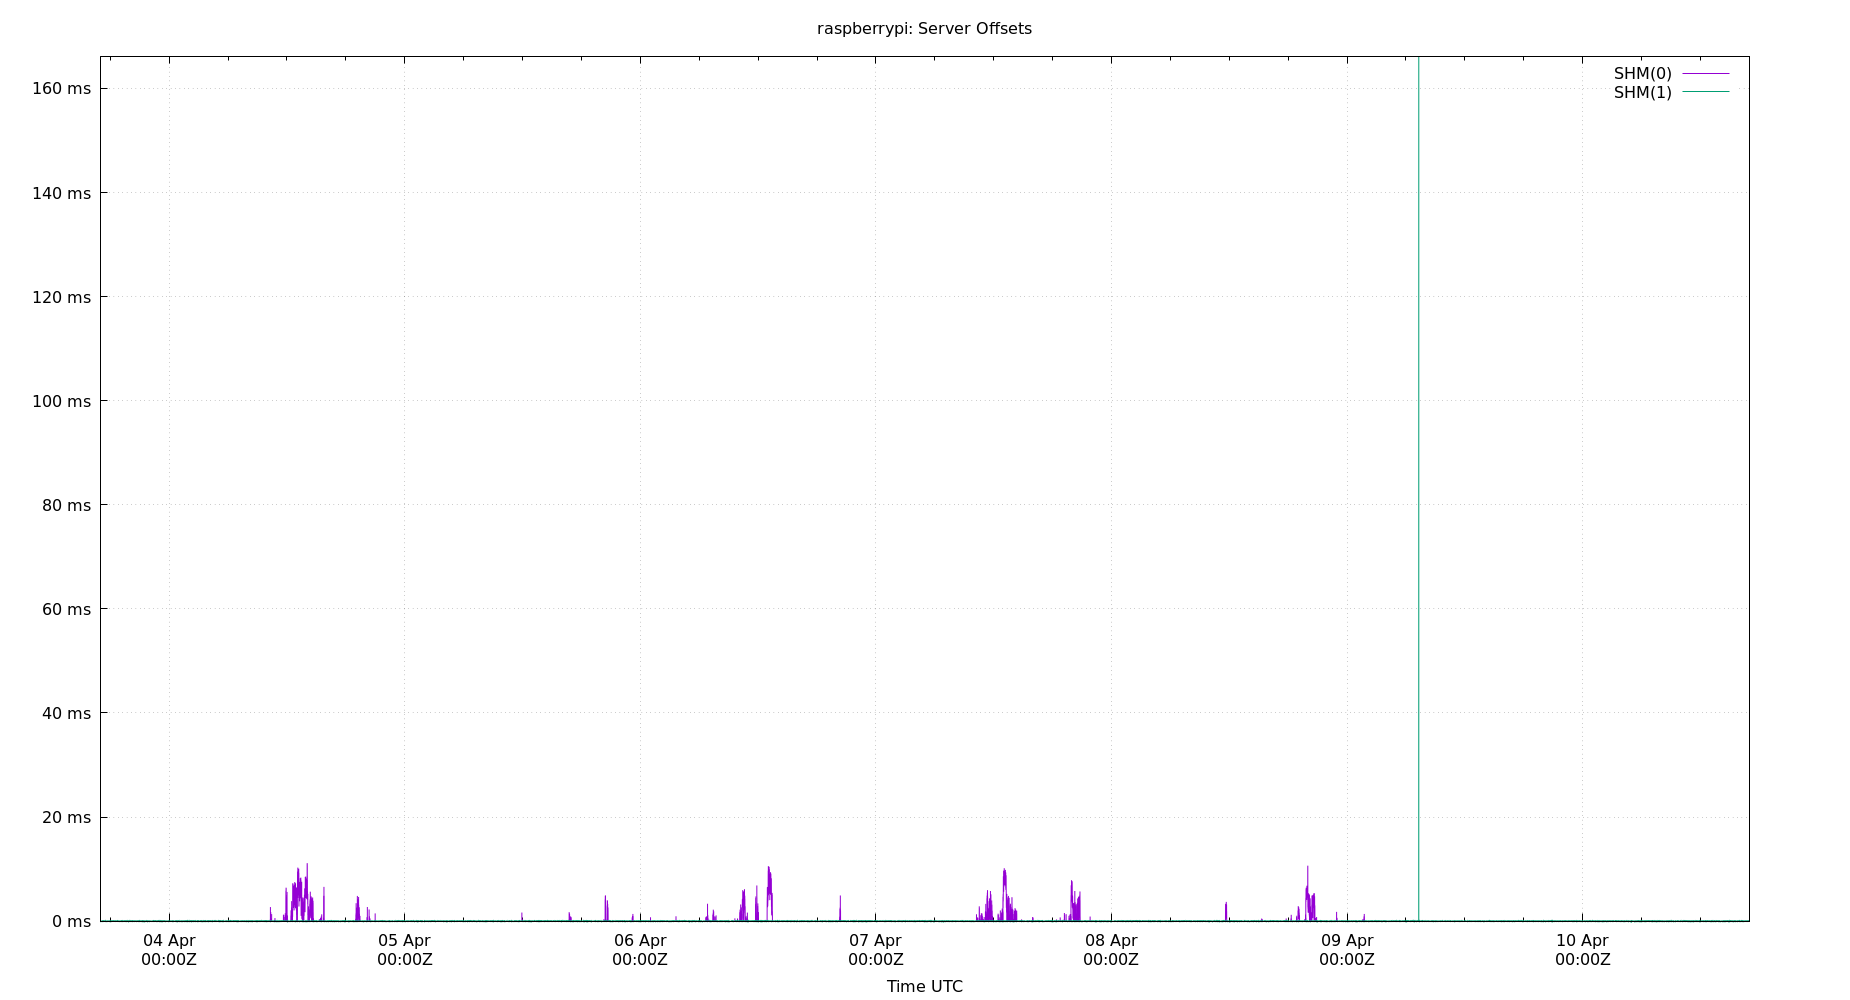 raspberrypi: Server Offsets
SHM(0)
SHM(1)
160 ms
140 ms
120 ms
100 ms
80 ms
60 ms
40 ms
20 ms
0 ms
04 Apr 05 Apr 06 Apr 07 Apr 08 Apr 09 Apr 10 Apr
00:00Z 00:00Z 00:00Z 00:00Z 00:00Z 00:00Z 00:00Z
Time UTC